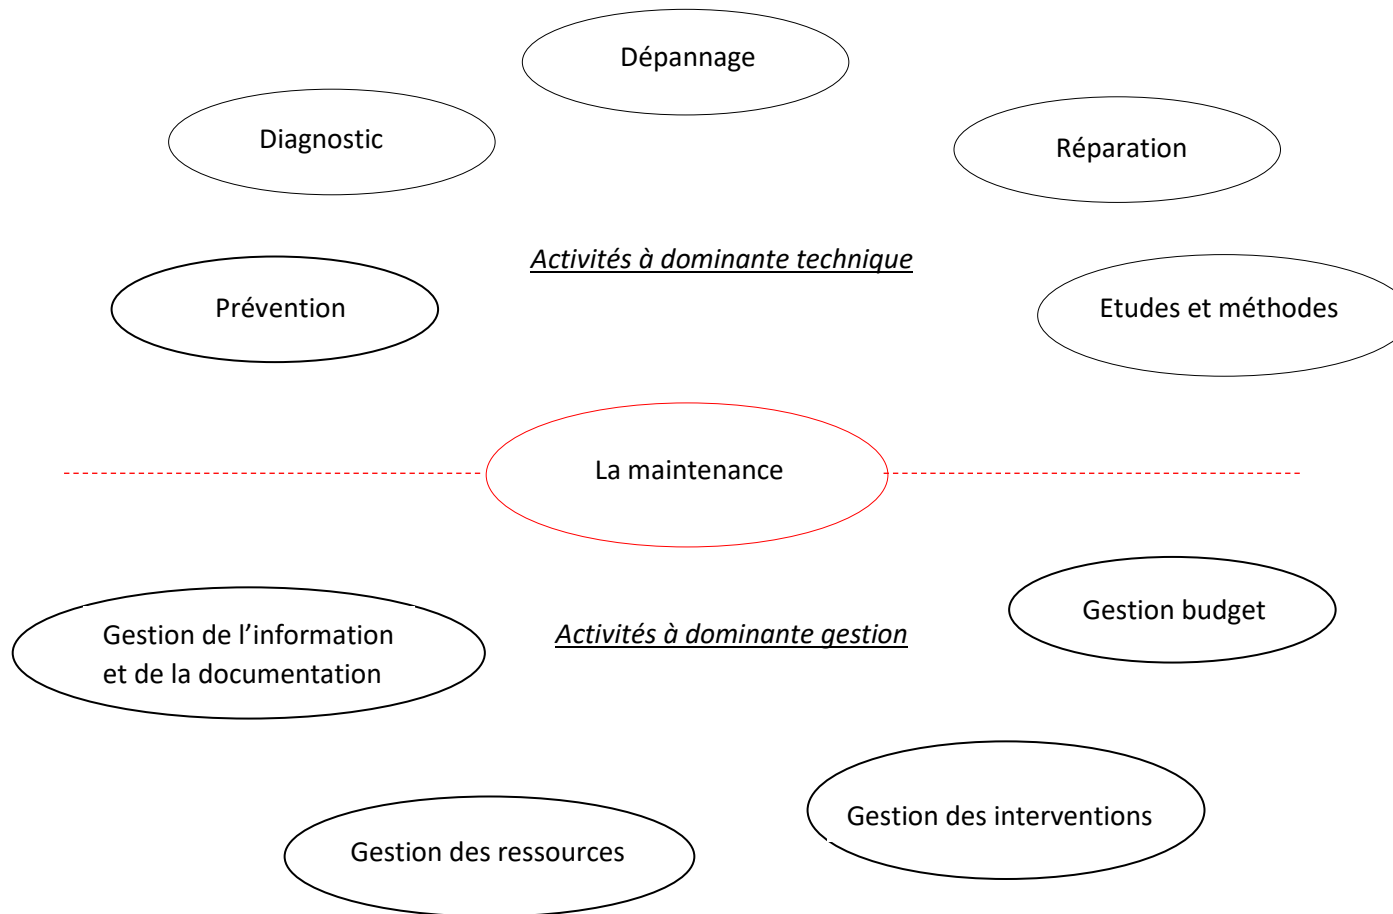 Dépannage
Diagnostic
Réparation
Activités à dominante technique
Prévention
Etudes et méthodes
La maintenance
Gestion budget
Gestion de l’information
et de la documentation
Activités à dominante gestion
Gestion des interventions
Gestion des ressources